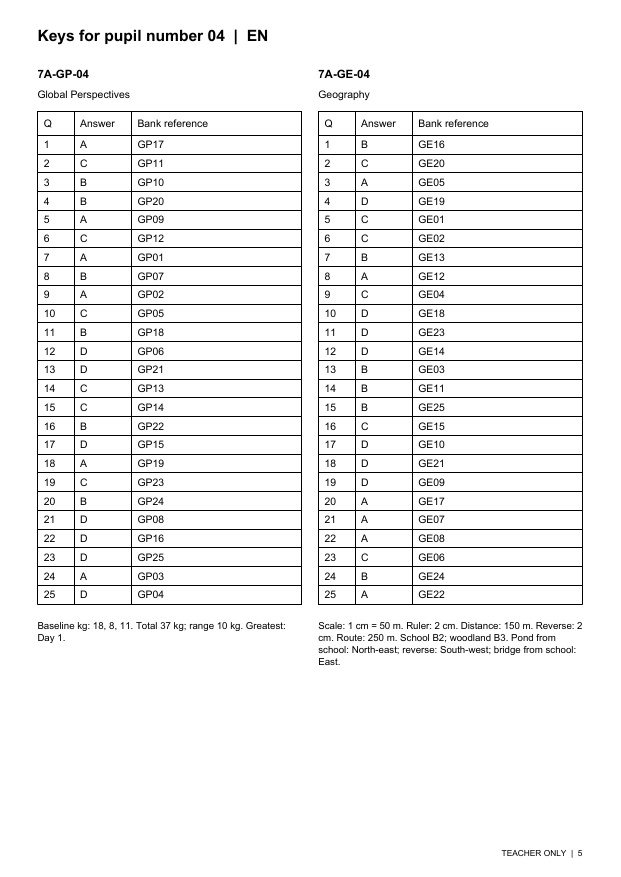 Keys for pupil number 04 | EN
7A-GP-04
Global Perspectives
Q Answer Bank reference
1 A GP17
2 C GP11
3 B GP10
4 B GP20
5 A GP09
6 C GP12
7 A GP01
8 B GP07
9 A GP02
10 C GP05
11 B GP18
12 D GP06
13 D GP21
14 C GP13
15 C GP14
16 B GP22
17 D GP15
18 A GP19
19 C GP23
20 B GP24
21 D GP08
22 D GP16
23 D GP25
24 A GP03
25 D GP04
Baseline kg: 18, 8, 11. Total 37 kg; range 10 kg. Greatest:
Day 1.
7A-GE-04
Geography
Q Answer Bank reference
1 B GE16
2 C GE20
3 A GE05
4 D GE19
5 C GE01
6 C GE02
7 B GE13
8 A GE12
9 C GE04
10 D GE18
11 D GE23
12 D GE14
13 B GE03
14 B GE11
15 B GE25
16 C GE15
17 D GE10
18 D GE21
19 D GE09
20 A GE17
21 A GE07
22 A GE08
23 C GE06
24 B GE24
25 A GE22
Scale: 1 cm = 50 m. Ruler: 2 cm. Distance: 150 m. Reverse: 2
cm. Route: 250 m. School B2; woodland B3. Pond from
school: North-east; reverse: South-west; bridge from school:
East.
TEACHER ONLY | 5